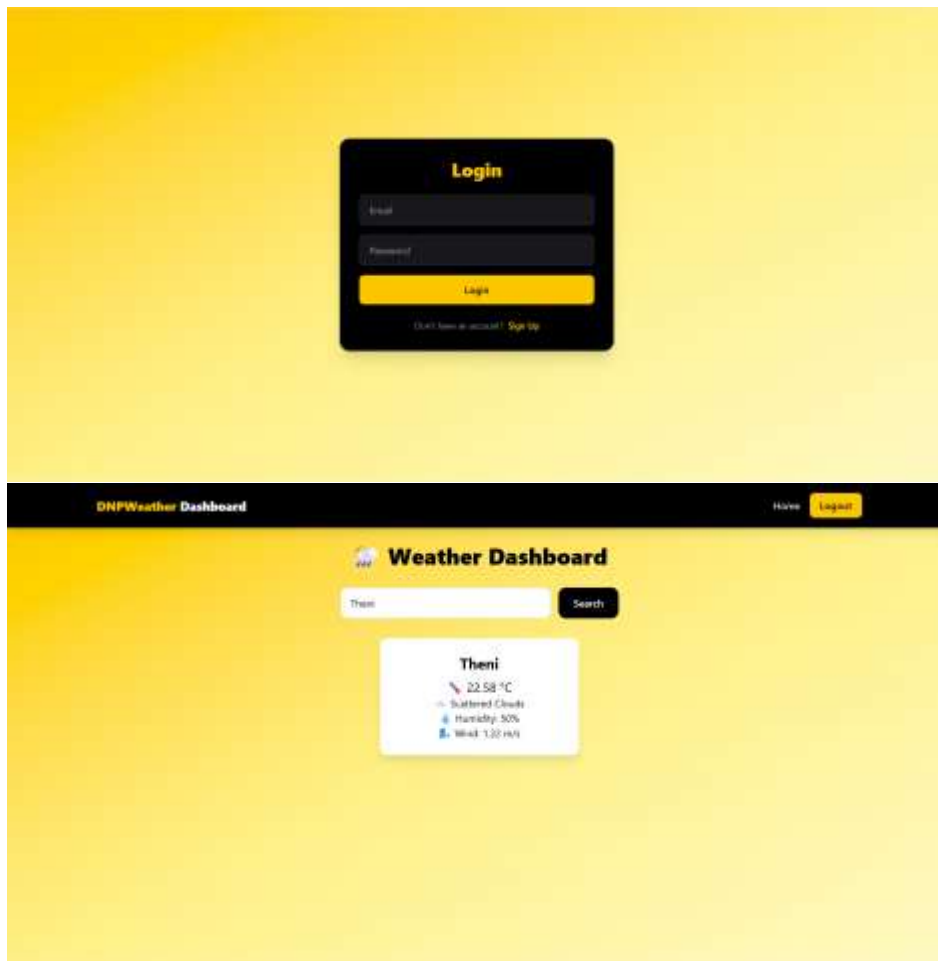 Login
Email
Password
Login
Don't have an account? Sign Up
DNPWeather Dashboard
Home Logout
Weather Dashboard
Theni
Search
Theni
22.58 °C
Scattered Clouds
Humidity: 50%
Wind: 1.22 m/s